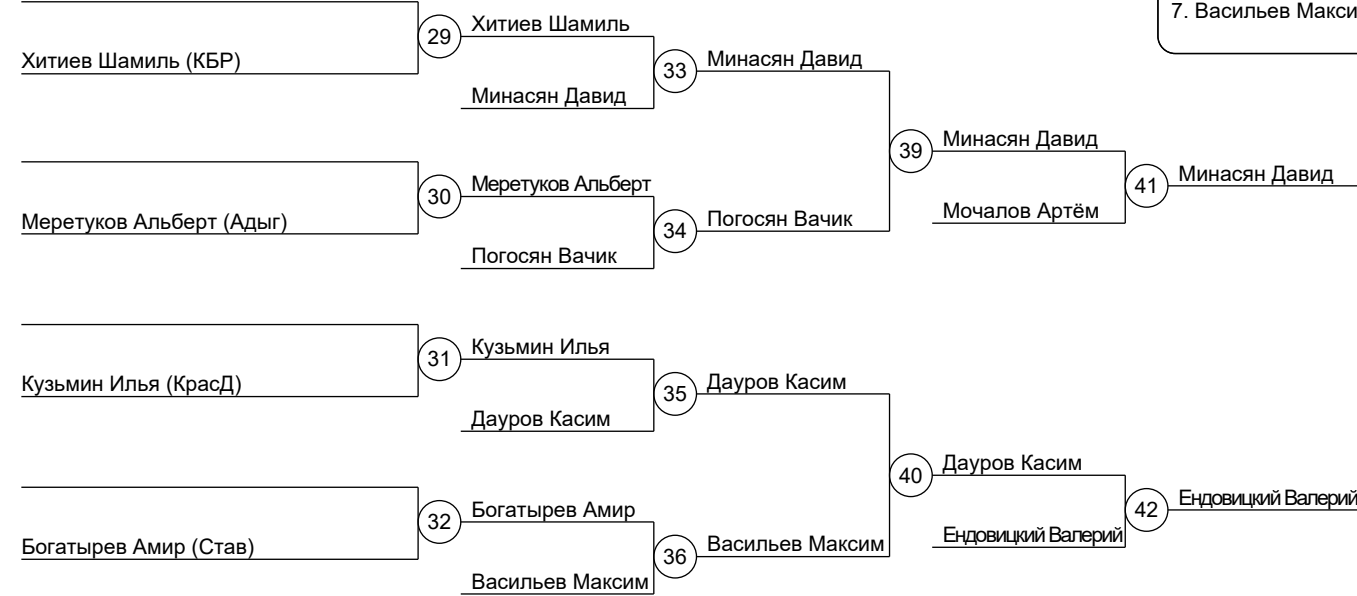 7. Васильев Макси
Хитиев Шамиль (КБР)
29
Хитиев Шамиль
Минасян Давид
33
Минасян Давид
Меретуков Альберт (Адыг)
30
Меретуков Альберт
Погосян Вачик
34
Погосян Вачик
39
Минасян Давид
Мочалов Артём
41
Минасян Давид
Кузьмин Илья (КрасД)
31
Кузьмин Илья
Дауров Касим
35
Дауров Касим
Богатырев Амир (Став)
32
Богатырев Амир
Васильев Максим
36
Васильев Максим
40
Дауров Касим
Ендовицкий Валерий
42
Ендовицкий Валерий